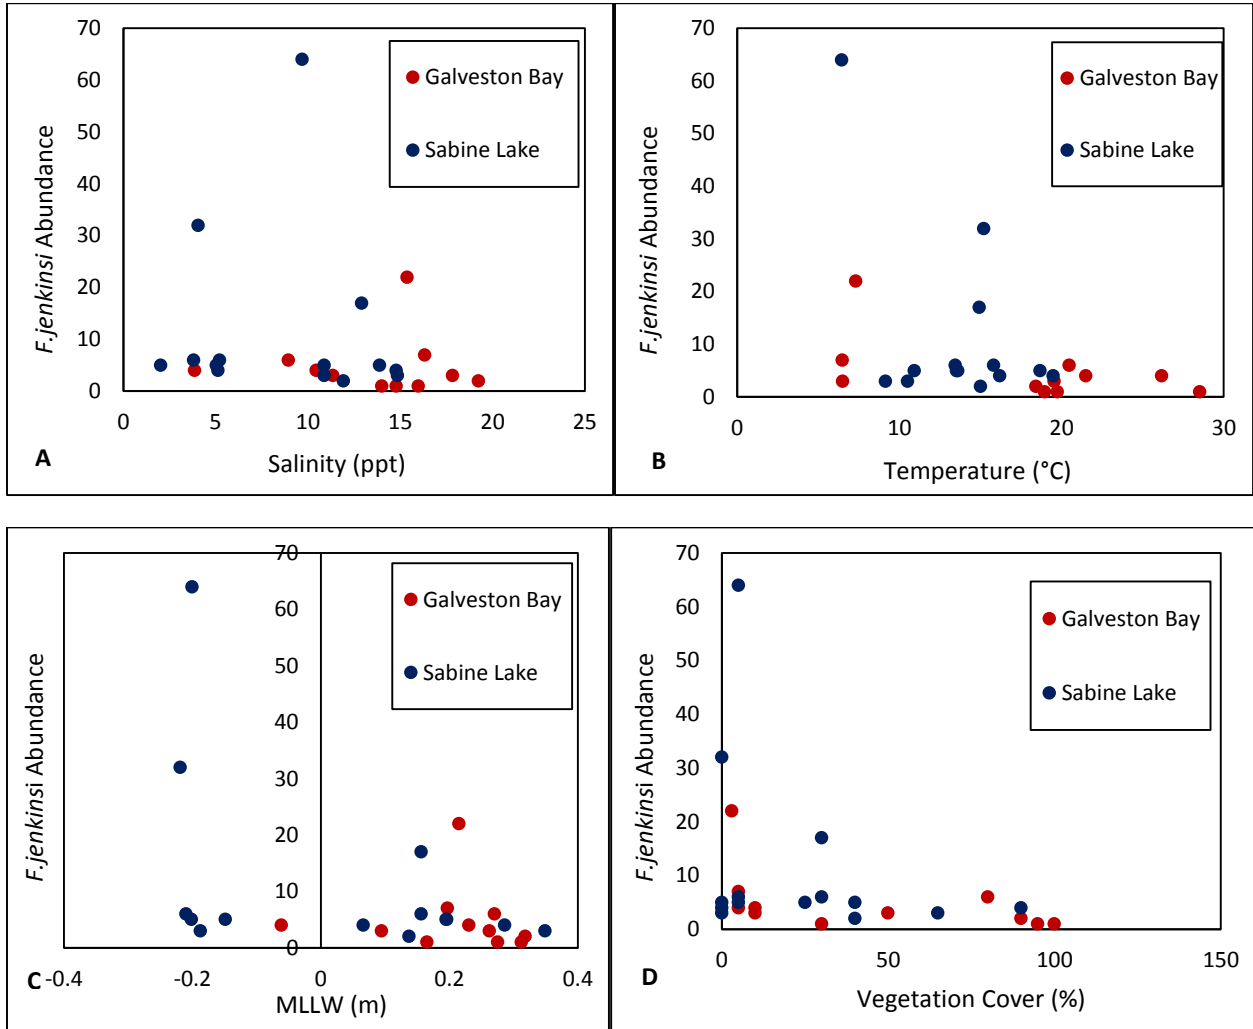 70
60
50
40
30
20
10
0
F.jenkinsi Abundance
Galveston Bay
Sabine Lake
0 5 10 15 20 25
A
Salinity (ppt)
70
60
50
40
30
20
10
0
F.jenkinsi Abundance
Galveston Bay
Sabine Lake
0 10 20 30
B
Temperature (°C)
70
60
50
40
30
20
10
0
F.jenkinsi Abundance
Galveston Bay
Sabine Lake
C
-0.4 -0.2 0 0.2 0.4
MLLW (m)
70
60
50
40
30
20
10
0
F.jenkinsi Abundance
Galveston Bay
Sabine Lake
0 50 100 150
D
Vegetation Cover (%)